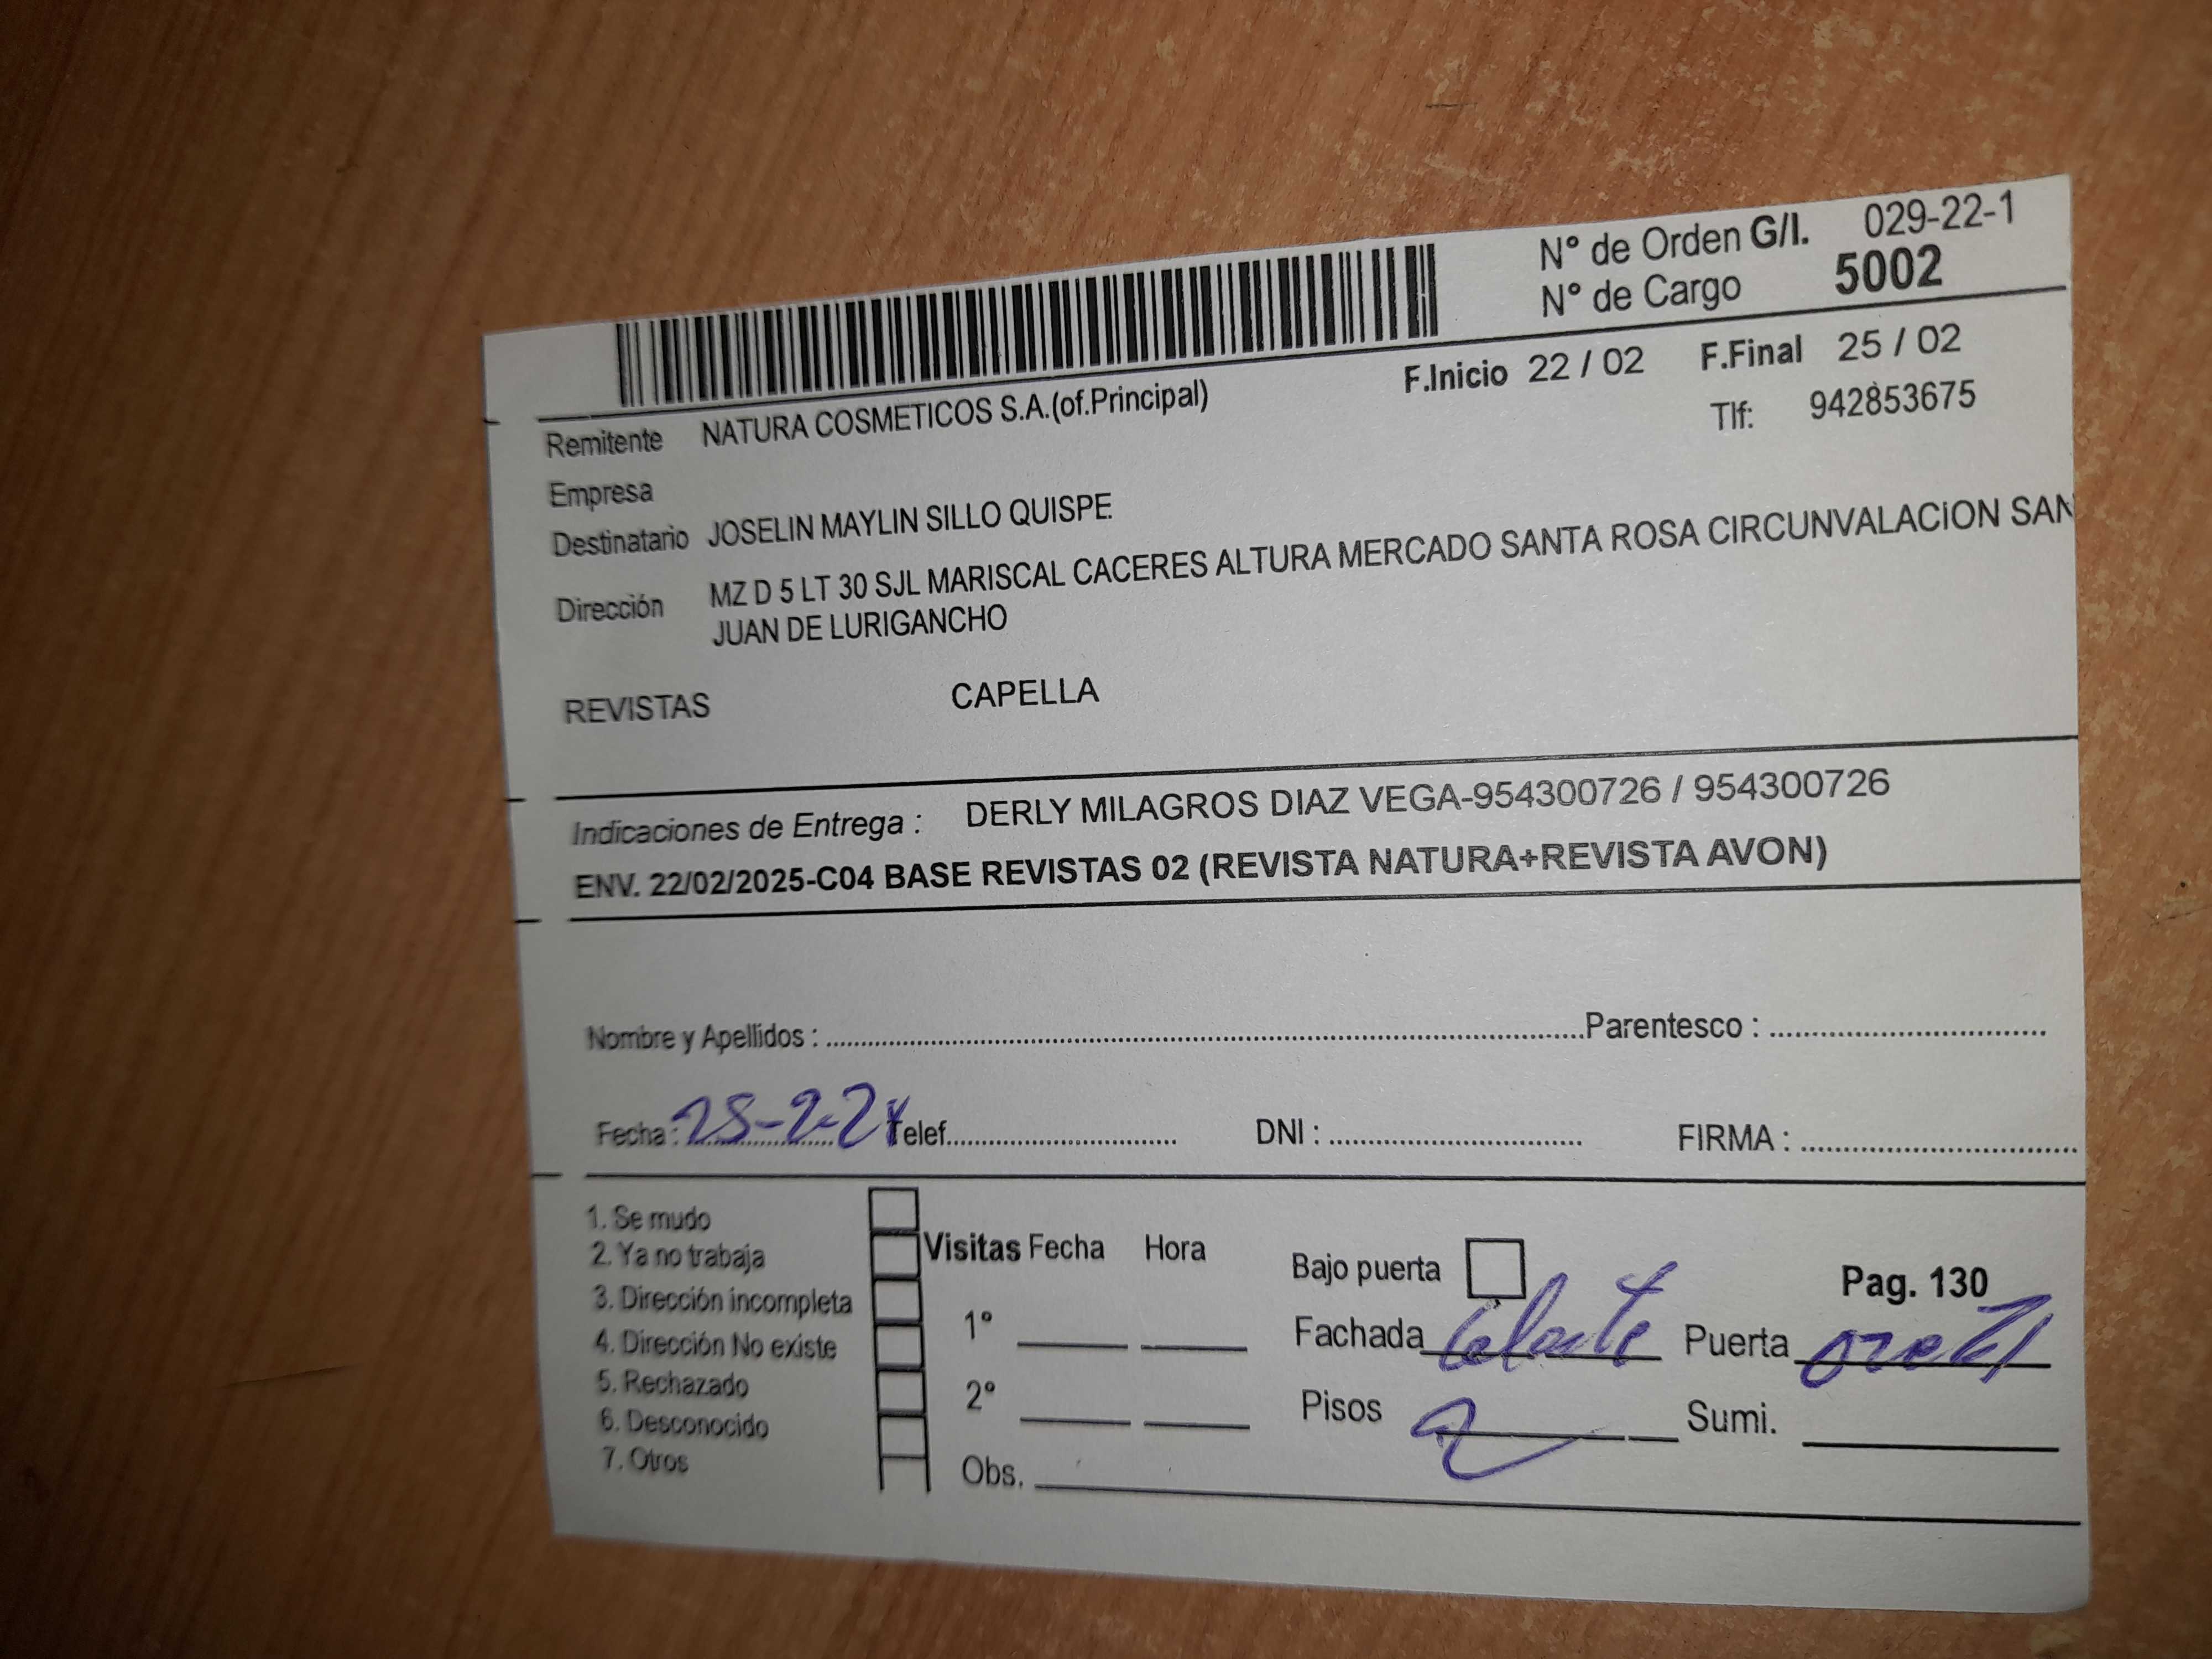 N° de Orden G/I. 029-22-1
N° de Cargo 5002
F.Inicio 22 / 02 F.Final 25 / 02
Remitente NATURA COSMETICOS S.A.(of.Principal) Tlf: 942853675
Empresa
Destinatario JOSELIN MAYLIN SILLO QUISPE
Dirección MZ D 5 LT 30 SJL MARISCAL CACERES ALTURA MERCADO SANTA ROSA CIRCUNVALACION SAN
JUAN DE LURIGANCHO
REVISTAS CAPELLA
Indicaciones de Entrega : DERLY MILAGROS DIAZ VEGA-954300726 / 954300726
ENV. 22/02/2025-C04 BASE REVISTAS 02 (REVISTA NATURA+REVISTA AVON)
Nombre y Apellidos : Parentesco :
Fecha : Telef. DNI : FIRMA :
1. Se mudo
2. Ya no trabaja
3. Dirección incompleta
4. Dirección No existe
5. Rechazado
6. Desconocido
7. Otros
Visitas Fecha Hora
1°
2°
Obs.
Bajo puerta Pag. 130
Fachada Puerta
Pisos 2 Sumi.